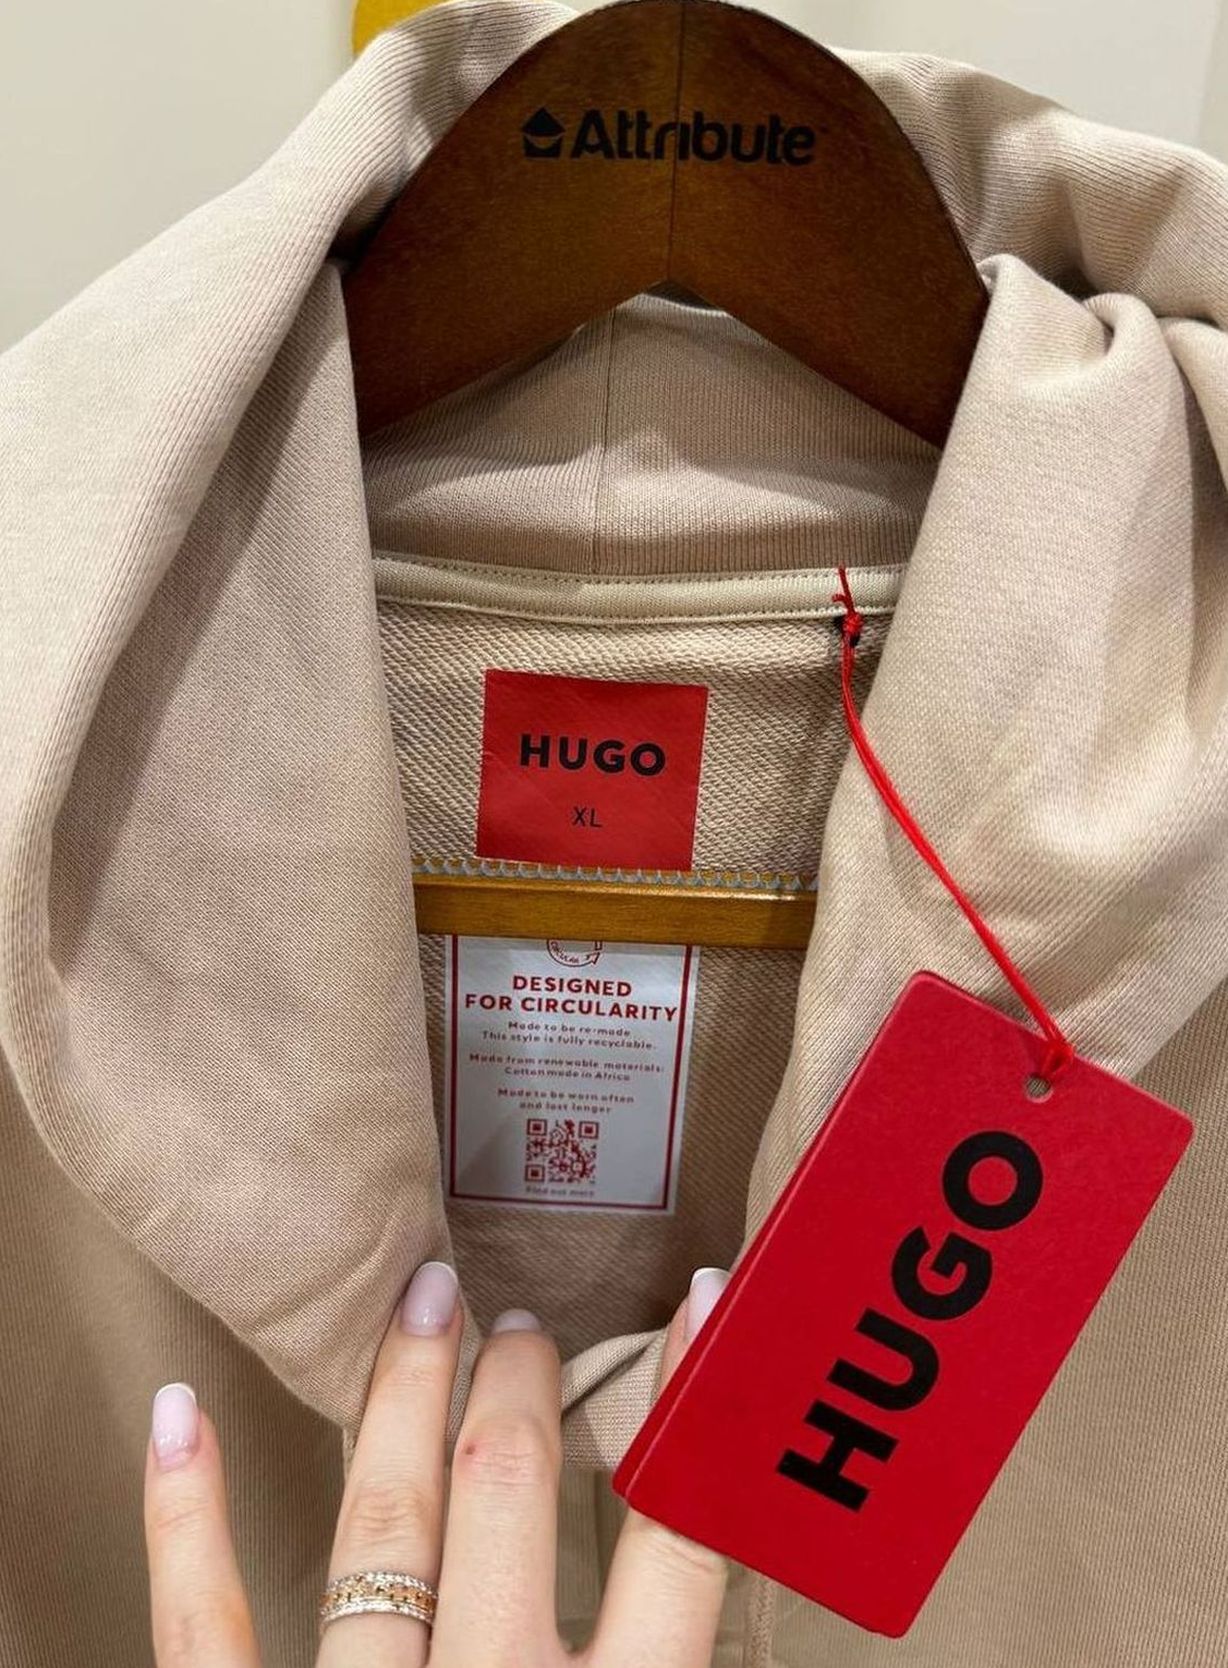 Attribute
HUGO
XL
CIRCULAR
DESIGNED
FOR CIRCULARITY
Made to be re-made
This style is fully recyclable.
Made from renewable materials:
Cotton made in Africa
Made to be worn often
and last longer
Find out more
HUGO